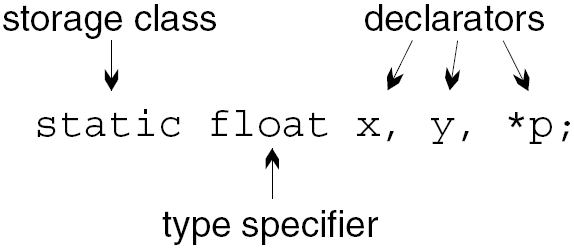 storage class declarators
static float x, y, *p;
type specifier